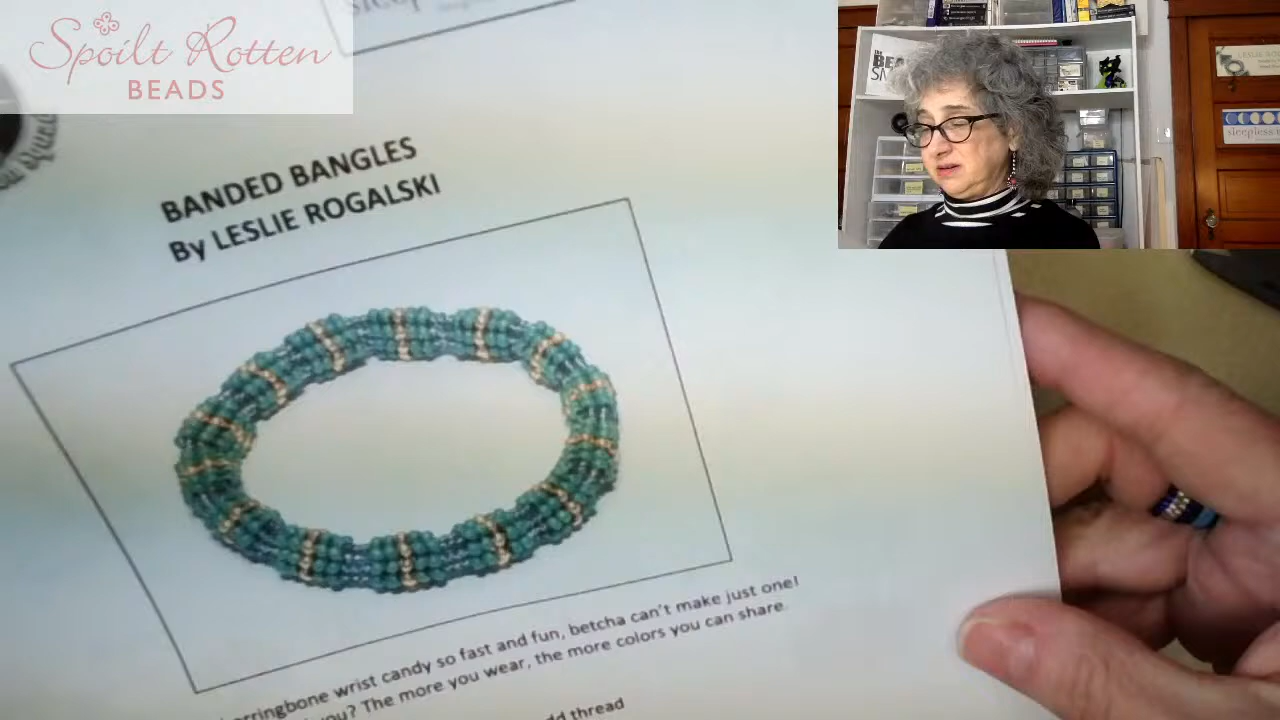 Spoilt Rotten
BEADS
sleep
BANDED BANGLES
By LESLIE ROGALSKI
wrist candy so fast and fun, betcha can't make just one!
you? The more you wear, the more colors you can share.
thread